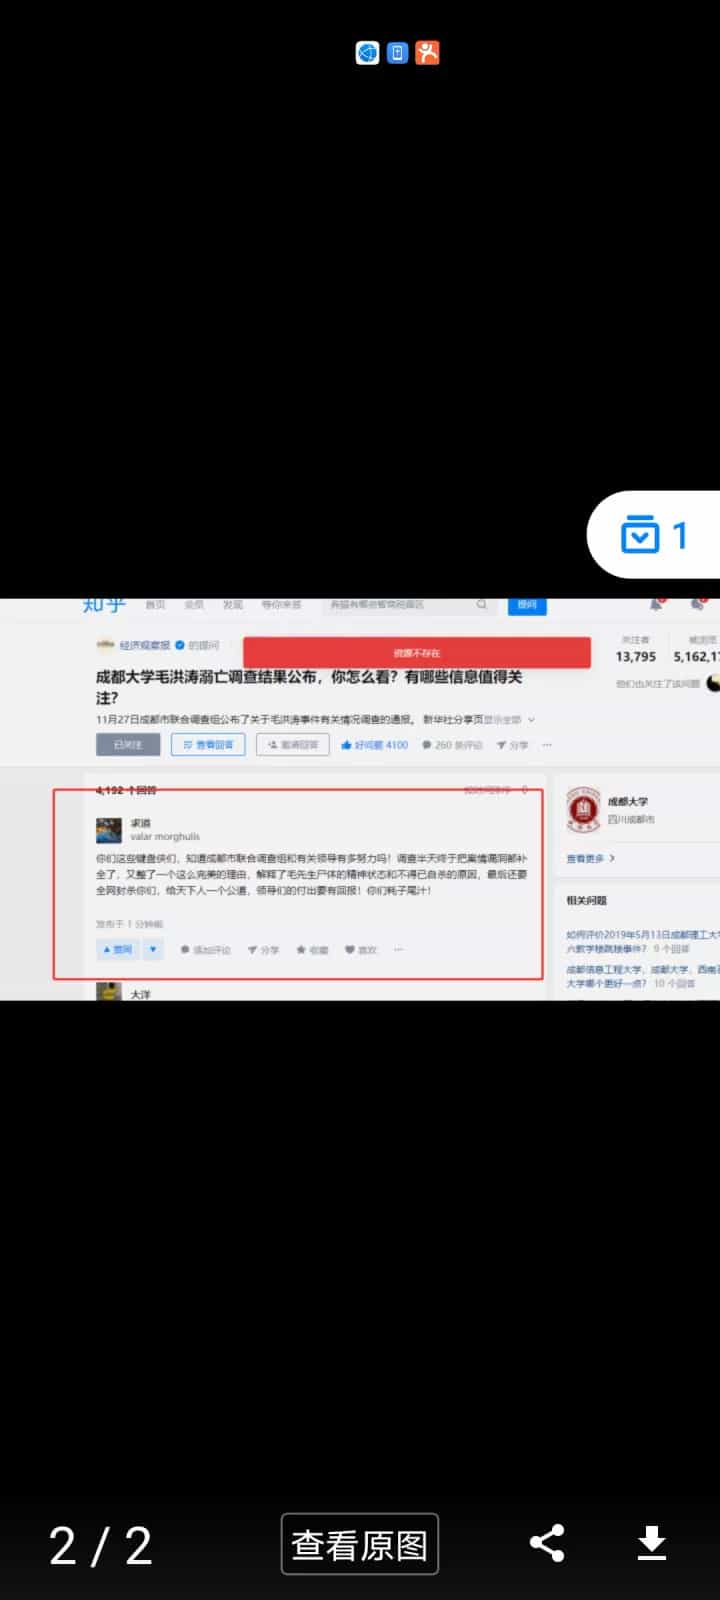 1
知乎 首页 会员 发现 等你来答 提问
经济观察报 的提问
资源不存在
关注者
13,795 5,162,17
他们也关注了该问题
成都大学毛洪涛溺亡调查结果公布，你怎么看？有哪些信息值得关
注？
11月27日成都市联合调查组公布了关于毛洪涛事件有关情况调查的通报。 新华社分享页显示全部
已关注 查看回答 邀请回答 好问题 4100 260 条评论 分享 ...
4,192 个回答
求道
valar morghulis
你们这些键盘侠们，知道成都市联合调查组和有关领导有多努力吗！调查半天终于把案情漏洞都补
全了，又整了一个这么完美的理由，解释了毛先生尸体的精神状态和不得已自杀的原因，最后还要
全网封杀你们，给天下人一个公道，领导们的付出要有回报！你们耗子尾汁！
发布于 1 分钟前
赞同 添加评论 分享 收藏 喜欢 ...
大洋
成都大学
四川成都市
查看更多
相关问题
如何评价2019年5月13日成都理工大学
六教学楼跳楼事件？ 9 个回答
成都信息工程大学，成都大学，西南石
大学哪个更好一点？ 10 个回答
2 / 2 查看原图